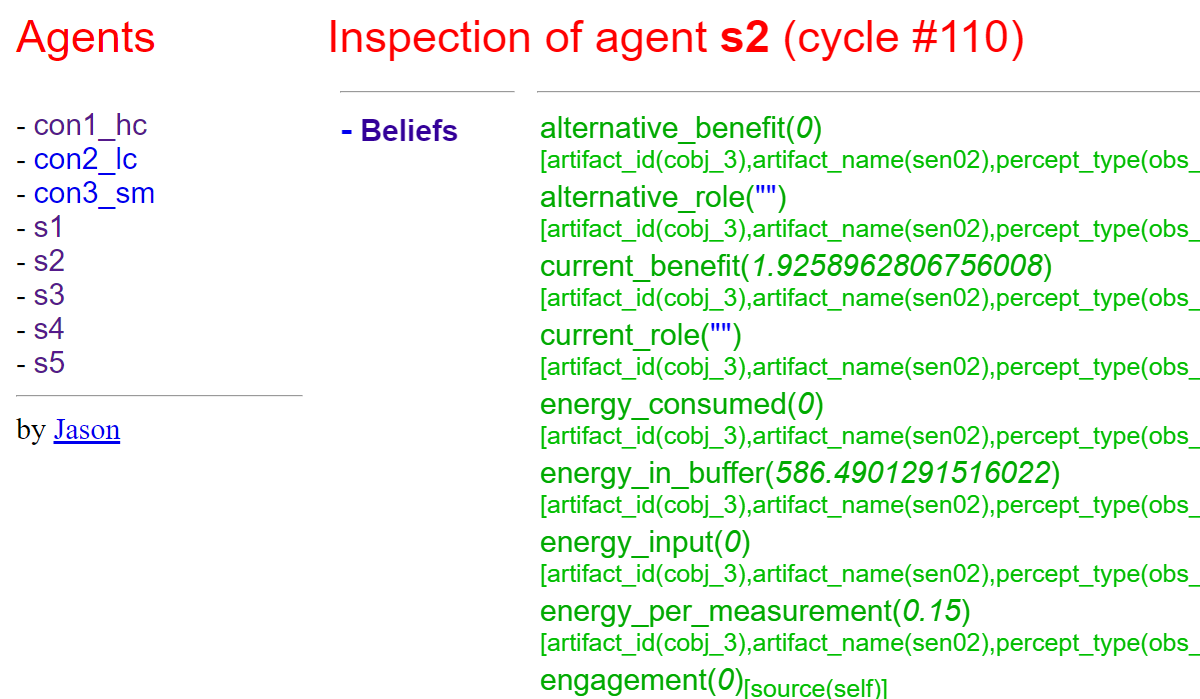 Agents
- con1_hc
- con2_lc
- con3_sm
- s1
- s2
- s3
- s4
- s5
by Jason
Inspection of agent s2 (cycle #110)
- Beliefs
alternative_benefit(0)
[artifact_id(cobj_3),artifact_name(sen02),percept_type(obs_
alternative_role("")
[artifact_id(cobj_3),artifact_name(sen02),percept_type(obs_
current_benefit(1.9258962806756008)
[artifact_id(cobj_3),artifact_name(sen02),percept_type(obs_
current_role("")
[artifact_id(cobj_3),artifact_name(sen02),percept_type(obs_
energy_consumed(0)
[artifact_id(cobj_3),artifact_name(sen02),percept_type(obs_
energy_in_buffer(586.4901291516022)
[artifact_id(cobj_3),artifact_name(sen02),percept_type(obs_
energy_input(0)
[artifact_id(cobj_3),artifact_name(sen02),percept_type(obs_
energy_per_measurement(0.15)
[artifact_id(cobj_3),artifact_name(sen02),percept_type(obs_
engagement(0)[source(self)]